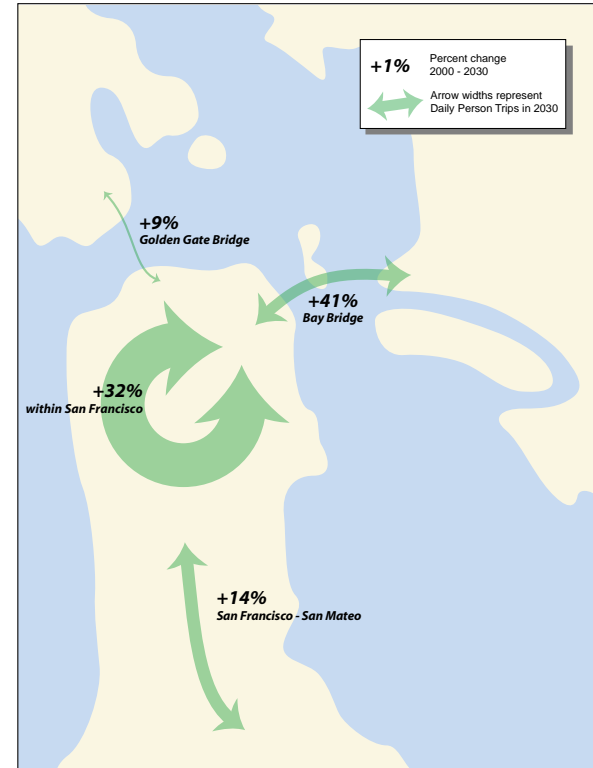 +1%
Percent change
2000 - 2030
Arrow widths represent
Daily Person Trips in 2030
+9%
Golden Gate Bridge
+41%
Bay Bridge
+32%
within San Francisco
+14%
San Francisco - San Mateo